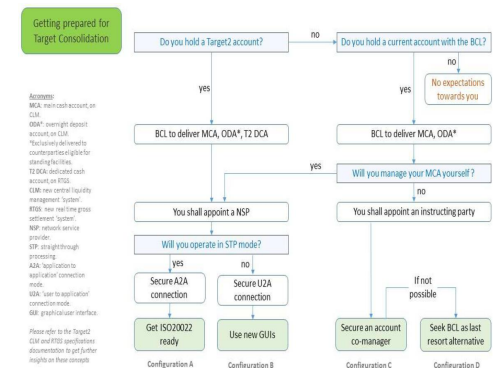 Getting prepared for
Target Consolidation
Do you hold a Target2 account?
no
Do you hold a current account with the BCL?
no
No expectations
towards you
yes
yes
BCL to deliver MCA, ODA*, T2 DCA
BCL to deliver MCA, ODA*
yes
Will you manage your MCA yourself ?
no
You shall appoint a NSP
You shall appoint an instructing party
Will you operate in STP mode?
yes
no
Secure A2A
connection
Secure U2A
connection
If not
possible
Get ISO20022
ready
Use new GUIs
Secure an account
co-manager
Seek BCL as last
resort alternative
Configuration A
Configuration B
Configuration C
Configuration D
Acronyms:
MCA: main cash account, on
CLM.
ODA*: overnight deposit
account, on CLM.
*Exclusively delivered to
counterparties eligible for
standing facilities.
T2 DCA: dedicated cash
account, on RTGS.
CLM: new central liquidity
management 'system'.
RTGS: new real time gross
settlement 'system'.
NSP: network service
provider.
STP: straight through
processing.
A2A: 'application to
application' connection
mode.
U2A: 'user to application'
connection mode.
GUI: graphical user interface.
Please refer to the Target2
CLM and RTGS specifications
documentation to get further
insights on these concepts